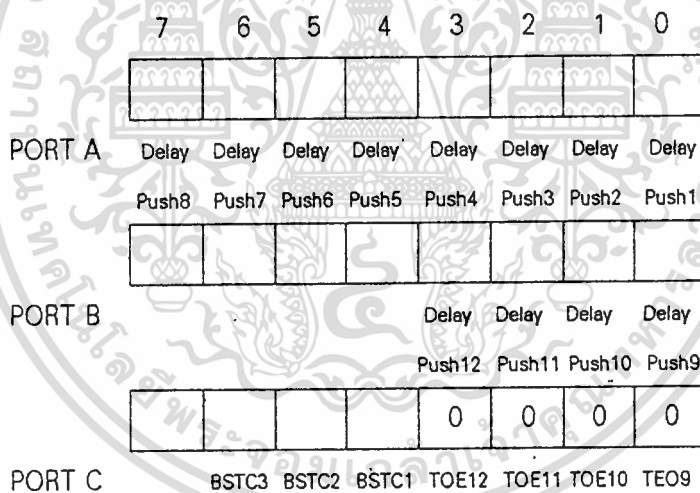 7 6 5 4 3 2 1 0
PORT A Delay Delay Delay Delay Delay Delay Delay Delay
Push8 Push7 Push6 Push5 Push4 Push3 Push2 Push1
PORT B Delay Delay Delay Delay
Push12 Push11 Push10 Push9
0 0 0 0
PORT C BSTC3 BSTC2 BSTC1 TOE12 TOE11 TOE10 TEO9